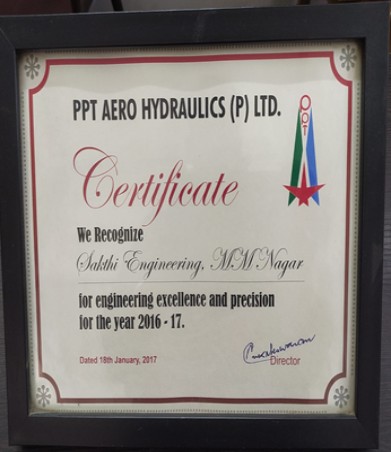 PPT AERO HYDRAULICS (P) LTD.
Certificate
We Recognize
Sakthi Engineering, MM Nagar
for engineering excellence and precision
for the year 2016 - 17.
Dated 18th January, 2017
Director